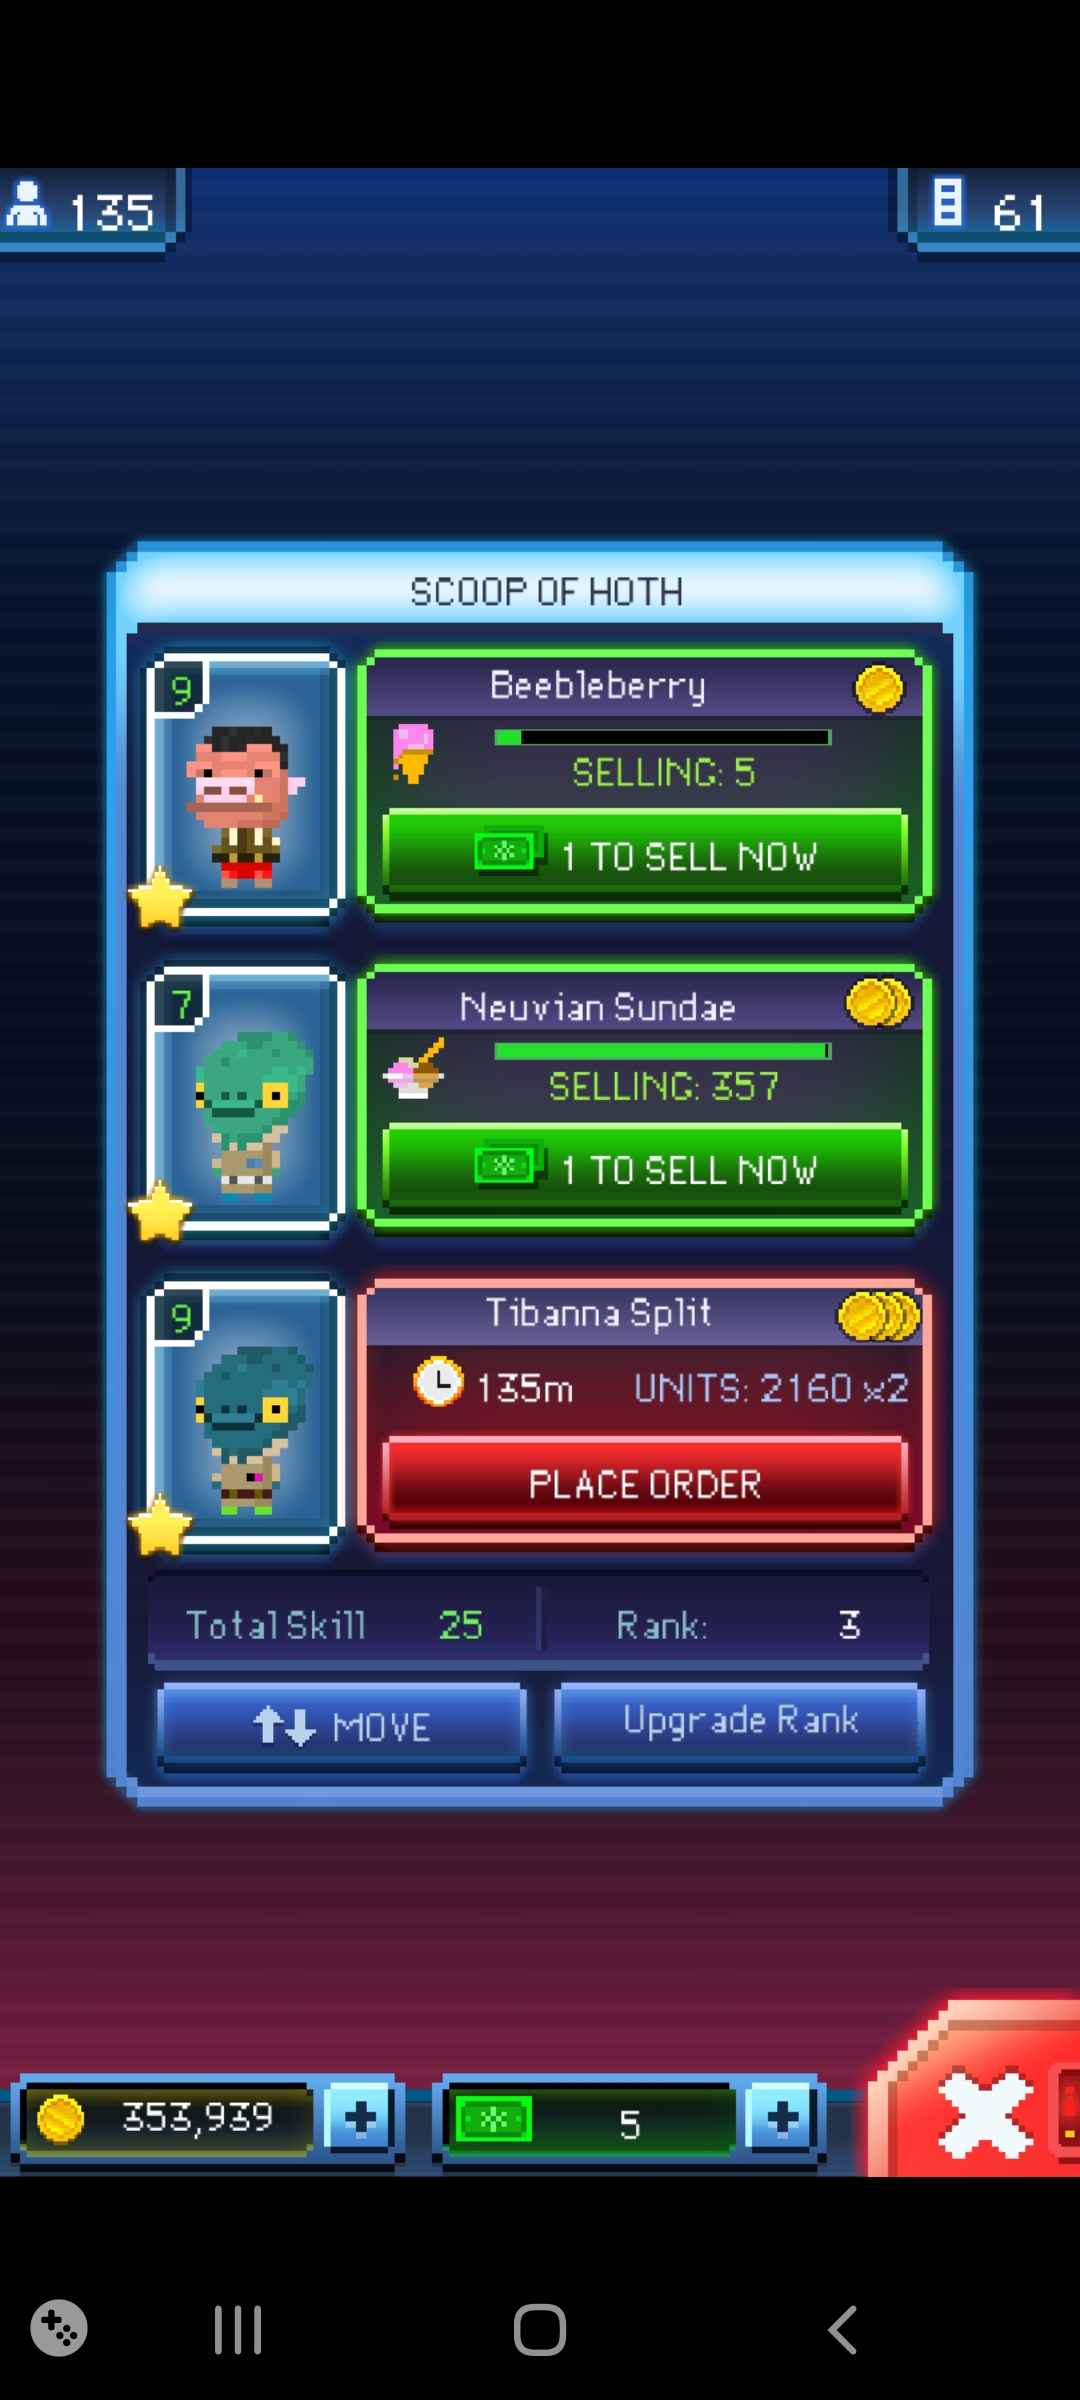 135
61
SCOOP OF HOTH
9
Beebleberry
SELLING: 5
1 TO SELL NOW
7
Neuvian Sundae
SELLING: 357
1 TO SELL NOW
9
Tibanna Split
135m UNITS: 2160 x2
PLACE ORDER
Total Skill 25 Rank: 3
MOVE Upgrade Rank
353,939 5